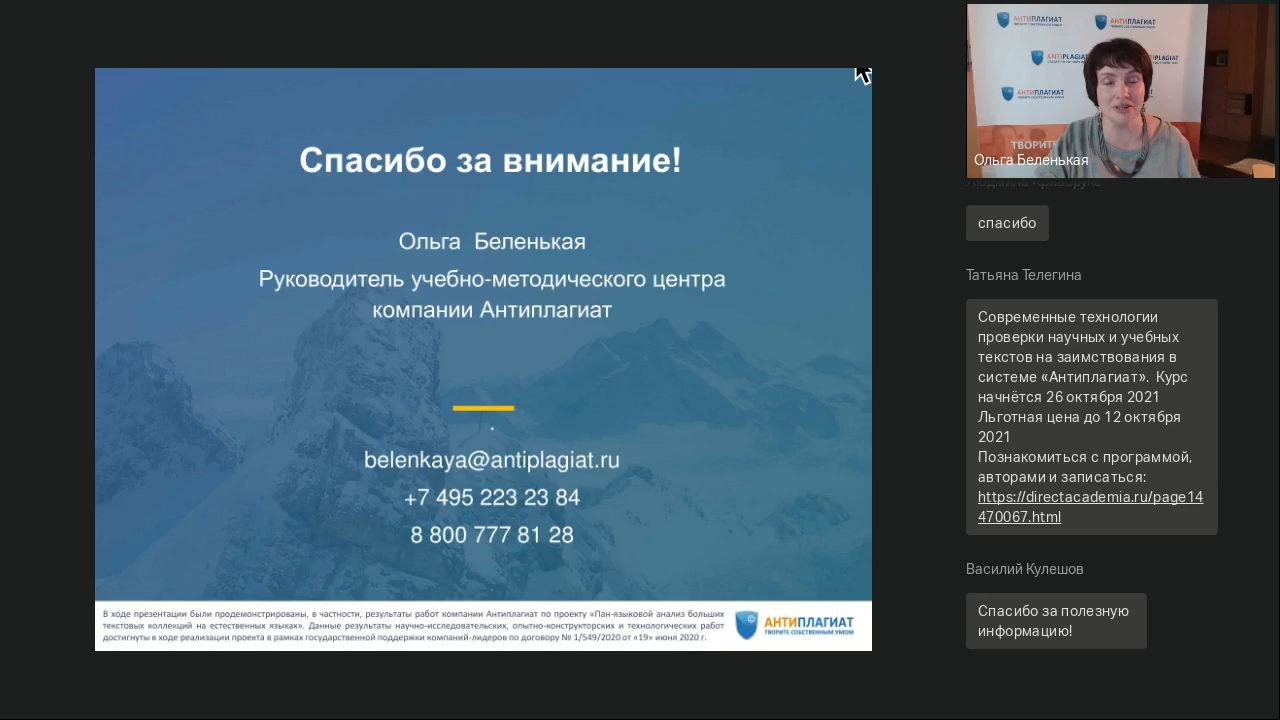 Спасибо за внимание!
Ольга Беленькая
Руководитель учебно-методического центра
компании Антиплагиат
belenkaya@antiplagiat.ru
+7 495 223 23 84
8 800 777 81 28
В ходе презентации были продемонстрированы, в частности, результаты работ компании Антиплагиат по проекту «Пан-языковой анализ больших
текстовых коллекций на естественных языках». Данные результаты научно-исследовательских, опытно-конструкторских и технологических работ
достигнуты в ходе реализации проекта в рамках государственной поддержки компаний-лидеров по договору № 1/549/2020 от «19» июня 2020 г.
АНТИПЛАГИАТ
ТВОРИТЕ СОБСТВЕННЫМ УМОМ
АНТИПЛАГИАТ
АНТИПЛАГИАТ
ANTIPLAGIAT
АНТИПЛАГИАТ
ТВОРИТЕ
Ольга Беленькая
спасибо
Татьяна Телегина
Современные технологии
проверки научных и учебных
текстов на заимствования в
системе «Антиплагиат». Курс
начнётся 26 октября 2021
Льготная цена до 12 октября
2021
Познакомиться с программой,
авторами и записаться:
https://directacademia.ru/page14
470067.html
Василий Кулешов
Спасибо за полезную
информацию!